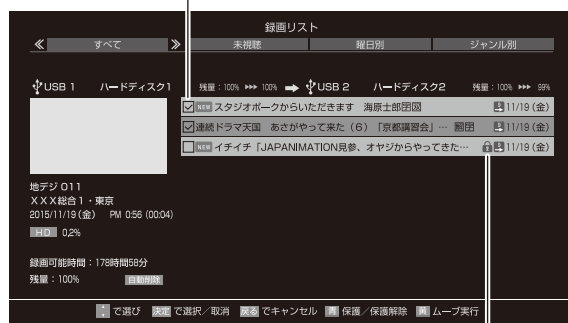 録画リスト
すべて 未視聴 曜日別 ジャンル別
USB 1 ハードディスク1 残量：100% ▸▸▸ 100% ➡ USB 2 ハードディスク2 残量：100% ▸▸▸ 99%
NEW スタジオポークからいただきます 海原士郎 11/19 (金)
連続ドラマ天国 あさがやって来た（6）「京都講習会」… 11/19 (金)
NEW イチイチ「JAPANIMATION見参、オヤジからやってきた… 11/19 (金)
地デジ 011
ＸＸＸ総合1・東京
2015/11/19 (金) PM 0:56 (00:04)
HD 0.2%
録画可能時間：178時間58分
残量：100% 自動削除
で選び 決定 で選択／取消 戻る でキャンセル 青 保護／保護解除 黄 ムーブ実行